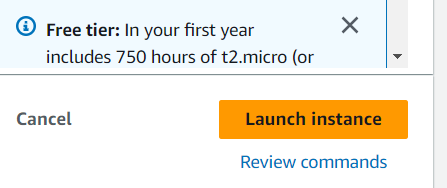 Free tier: In your first year
includes 750 hours of t2.micro (or
Cancel
Launch instance
Review commands